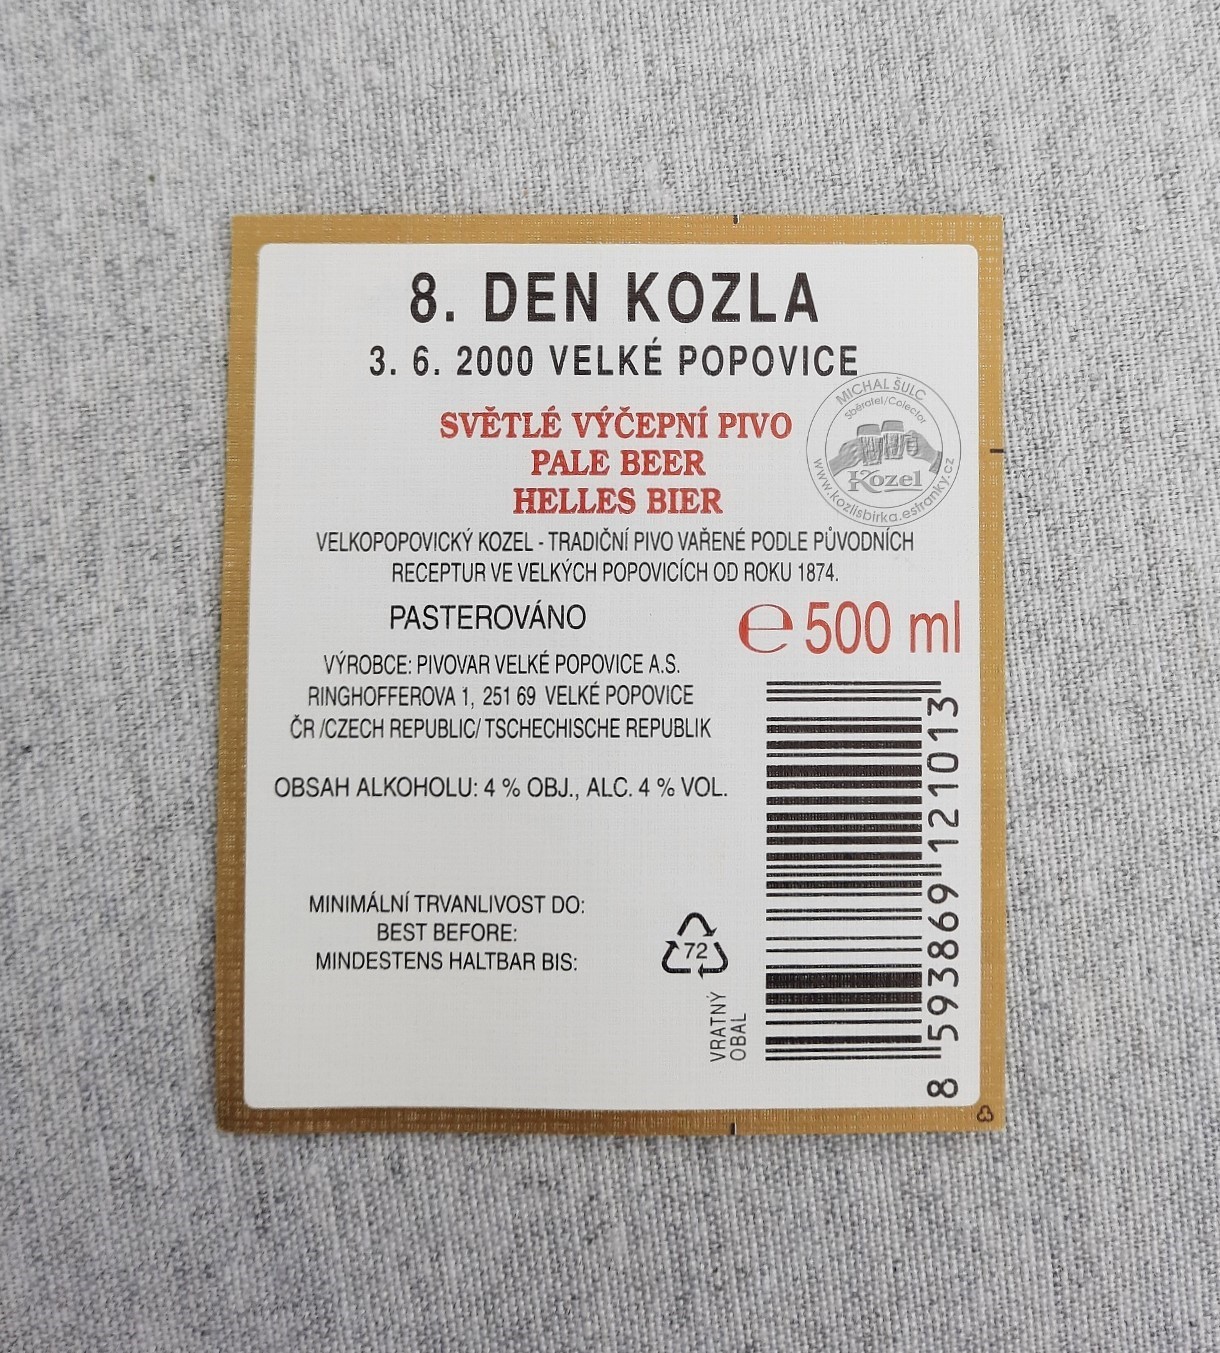 8. DEN KOZLA
3. 6. 2000 VELKÉ POPOVICE
MICHAL ŠULC
Sběratel/Colector
Kozel
www.kozlisbirka.estranky.cz
SVĚTLÉ VÝČEPNÍ PIVO
PALE BEER
HELLES BIER
VELKOPOPOVICKÝ KOZEL - TRADIČNÍ PIVO VAŘENÉ PODLE PŮVODNÍCH
RECEPTUR VE VELKÝCH POPOVICÍCH OD ROKU 1874.
PASTEROVÁNO
℮ 500 ml
VÝROBCE: PIVOVAR VELKÉ POPOVICE A.S.
RINGHOFFEROVA 1, 251 69 VELKÉ POPOVICE
ČR /CZECH REPUBLIC/ TSCHECHISCHE REPUBLIK
OBSAH ALKOHOLU: 4 % OBJ., ALC. 4 % VOL.
MINIMÁLNÍ TRVANLIVOST DO:
BEST BEFORE:
MINDESTENS HALTBAR BIS:
72
VRATNÝ
OBAL
8 593869 121013